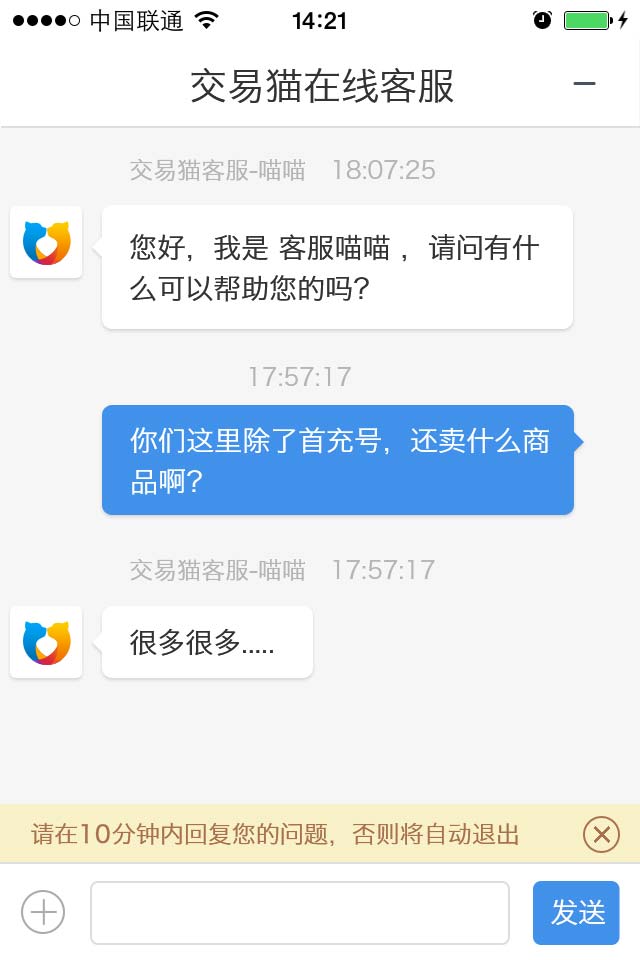 中国联通 14:21
交易猫在线客服
交易猫客服-喵喵 18:07:25
您好，我是 客服喵喵 ，请问有什
么可以帮助您的吗?
17:57:17
你们这里除了首充号，还卖什么商
品啊?
交易猫客服-喵喵 17:57:17
很多很多.....
请在10分钟内回复您的问题，否则将自动退出
发送